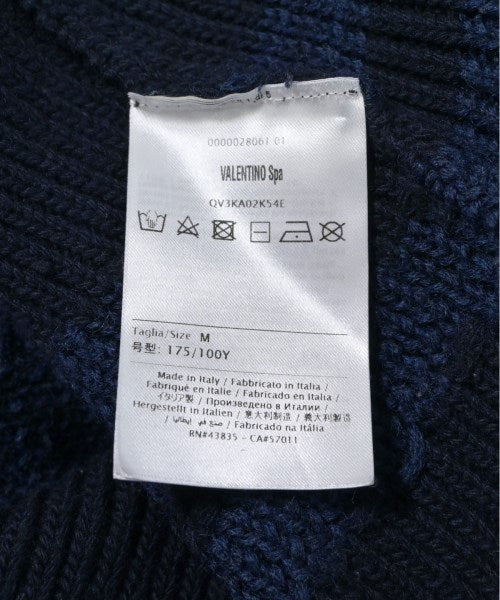 0000028061 01
VALENTINO Spa
QV3KA02K54E
Taglia/Size M
号型: 175/100Y
Made in Italy / Fabbricato in Italia /
Fabriqué en Italie / Fabricado en Italia /
イタリア製 / Произведено в Италии /
Hergestellt in Italien / 意大利制造 / 義大利製造 /
صنع في إيطاليا / Fabricado na Itália
RN#43835 - CA#57011